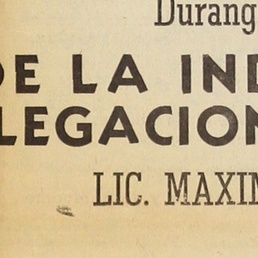 Durang
DE LA IND
LEGACION
LIC. MAXIM